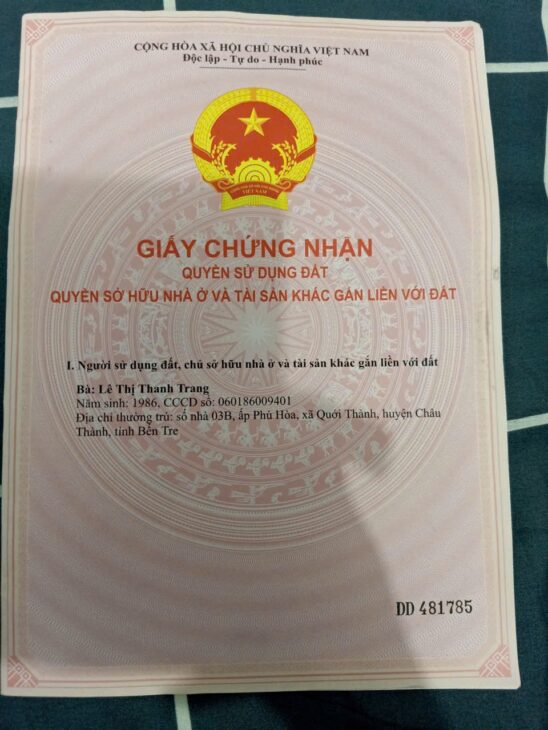 CỘNG HÒA XÃ HỘI CHỦ NGHĨA VIỆT NAM
Độc lập - Tự do - Hạnh phúc
VIỆT NAM
GIẤY CHỨNG NHẬN
QUYỀN SỬ DỤNG ĐẤT
QUYỀN SỞ HỮU NHÀ Ở VÀ TÀI SẢN KHÁC GẮN LIỀN VỚI ĐẤT
I. Người sử dụng đất, chủ sở hữu nhà ở và tài sản khác gắn liền với đất
Bà: Lê Thị Thanh Trang
Năm sinh: 1986, CCCD số: 060186009401
Địa chỉ thường trú: số nhà 03B, ấp Phú Hòa, xã Quới Thành, huyện Châu
Thành, tỉnh Bến Tre
DD 481785